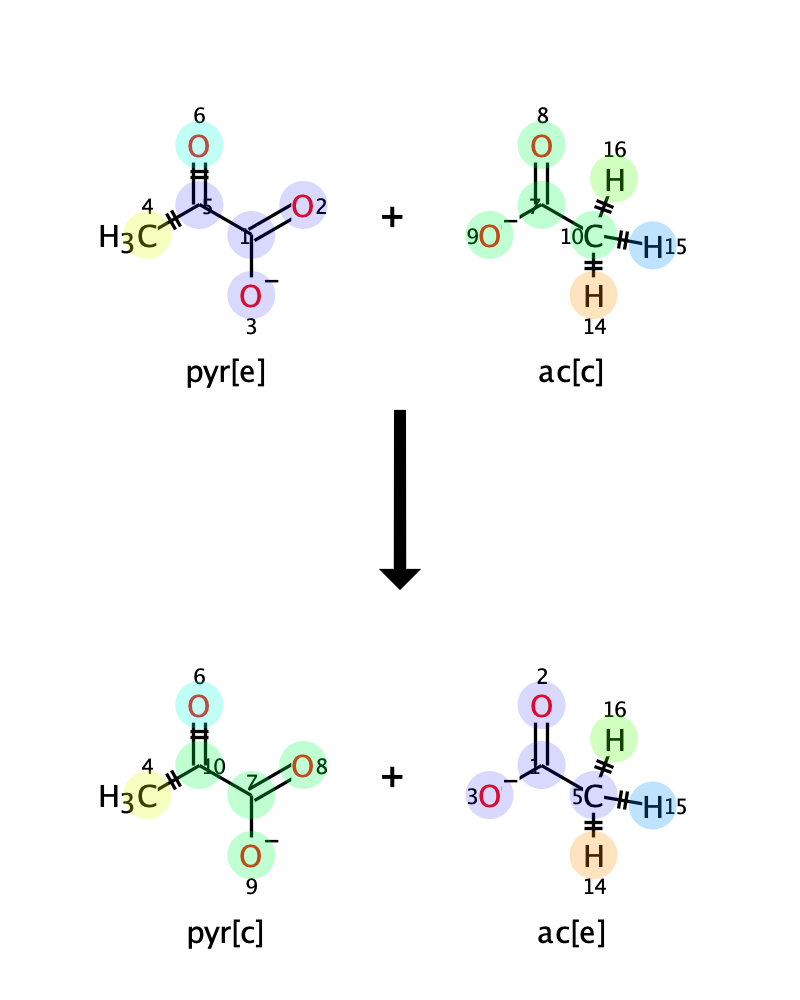 6 8
O O 16
H
4 5 O2 7
H3C 1 + 9O− 10C H15
O− H
3 14
pyr[e] ac[c]
6 2
O O 16
H
4 10 O8 1
H3C 7 + 3O− 5C H15
O− H
9 14
pyr[c] ac[e]